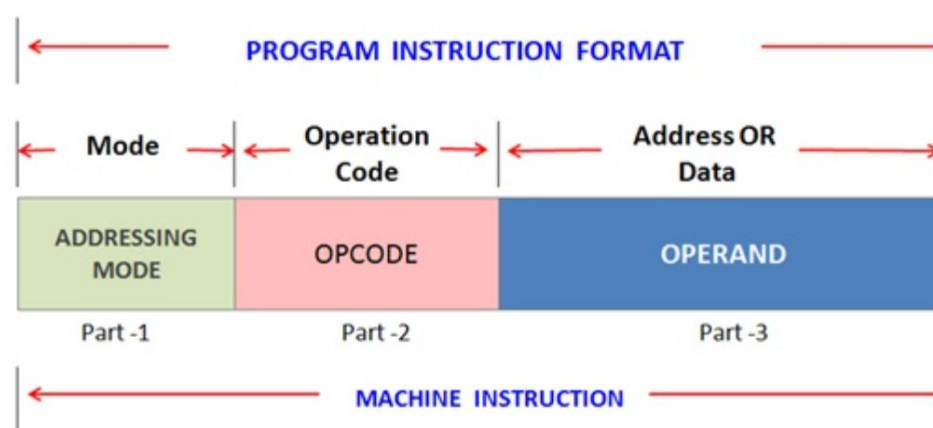 PROGRAM INSTRUCTION FORMAT
Mode
Operation
Code
Address OR
Data
ADDRESSING
MODE
OPCODE
OPERAND
Part -1
Part -2
Part -3
MACHINE INSTRUCTION